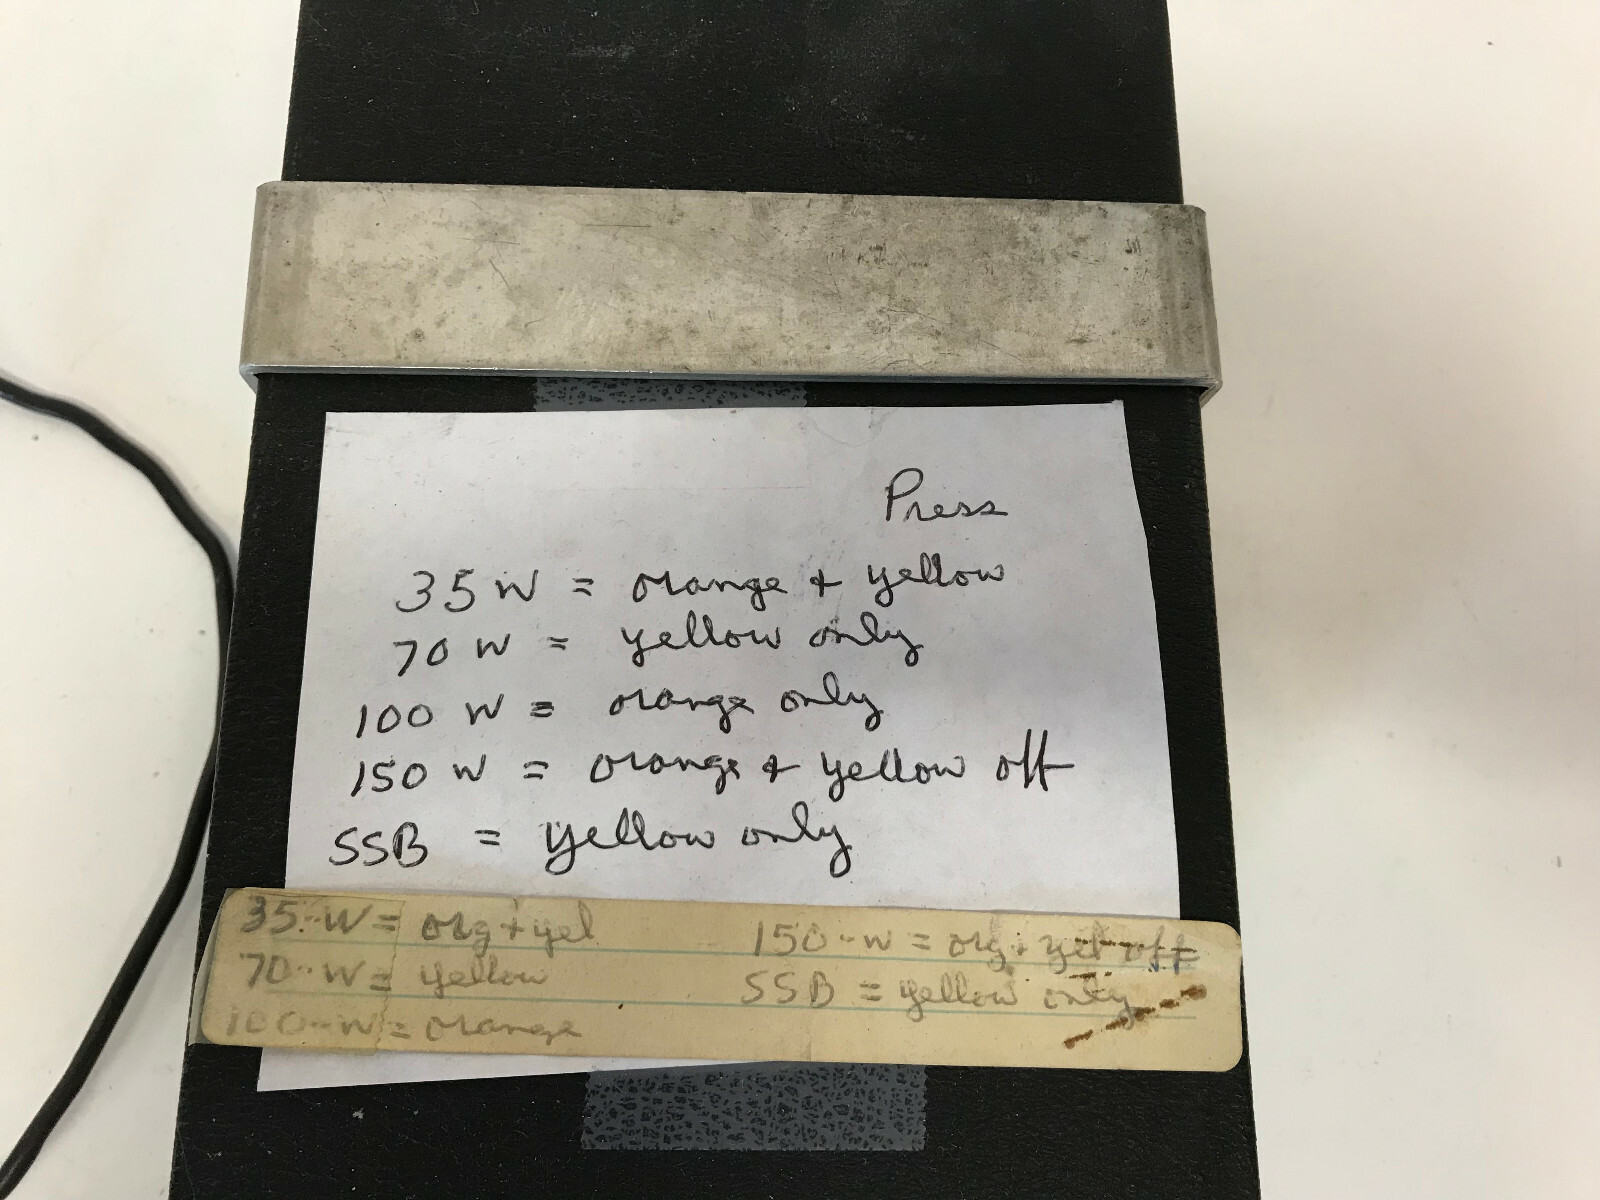 Press
35 W = orange + yellow
70 W = yellow only
100 W = orange only
150 W = orange + yellow off
SSB = yellow only
35-W = org + yel
70-W = yellow
100-W = orange
150-W = org + yel off
SSB = yellow only